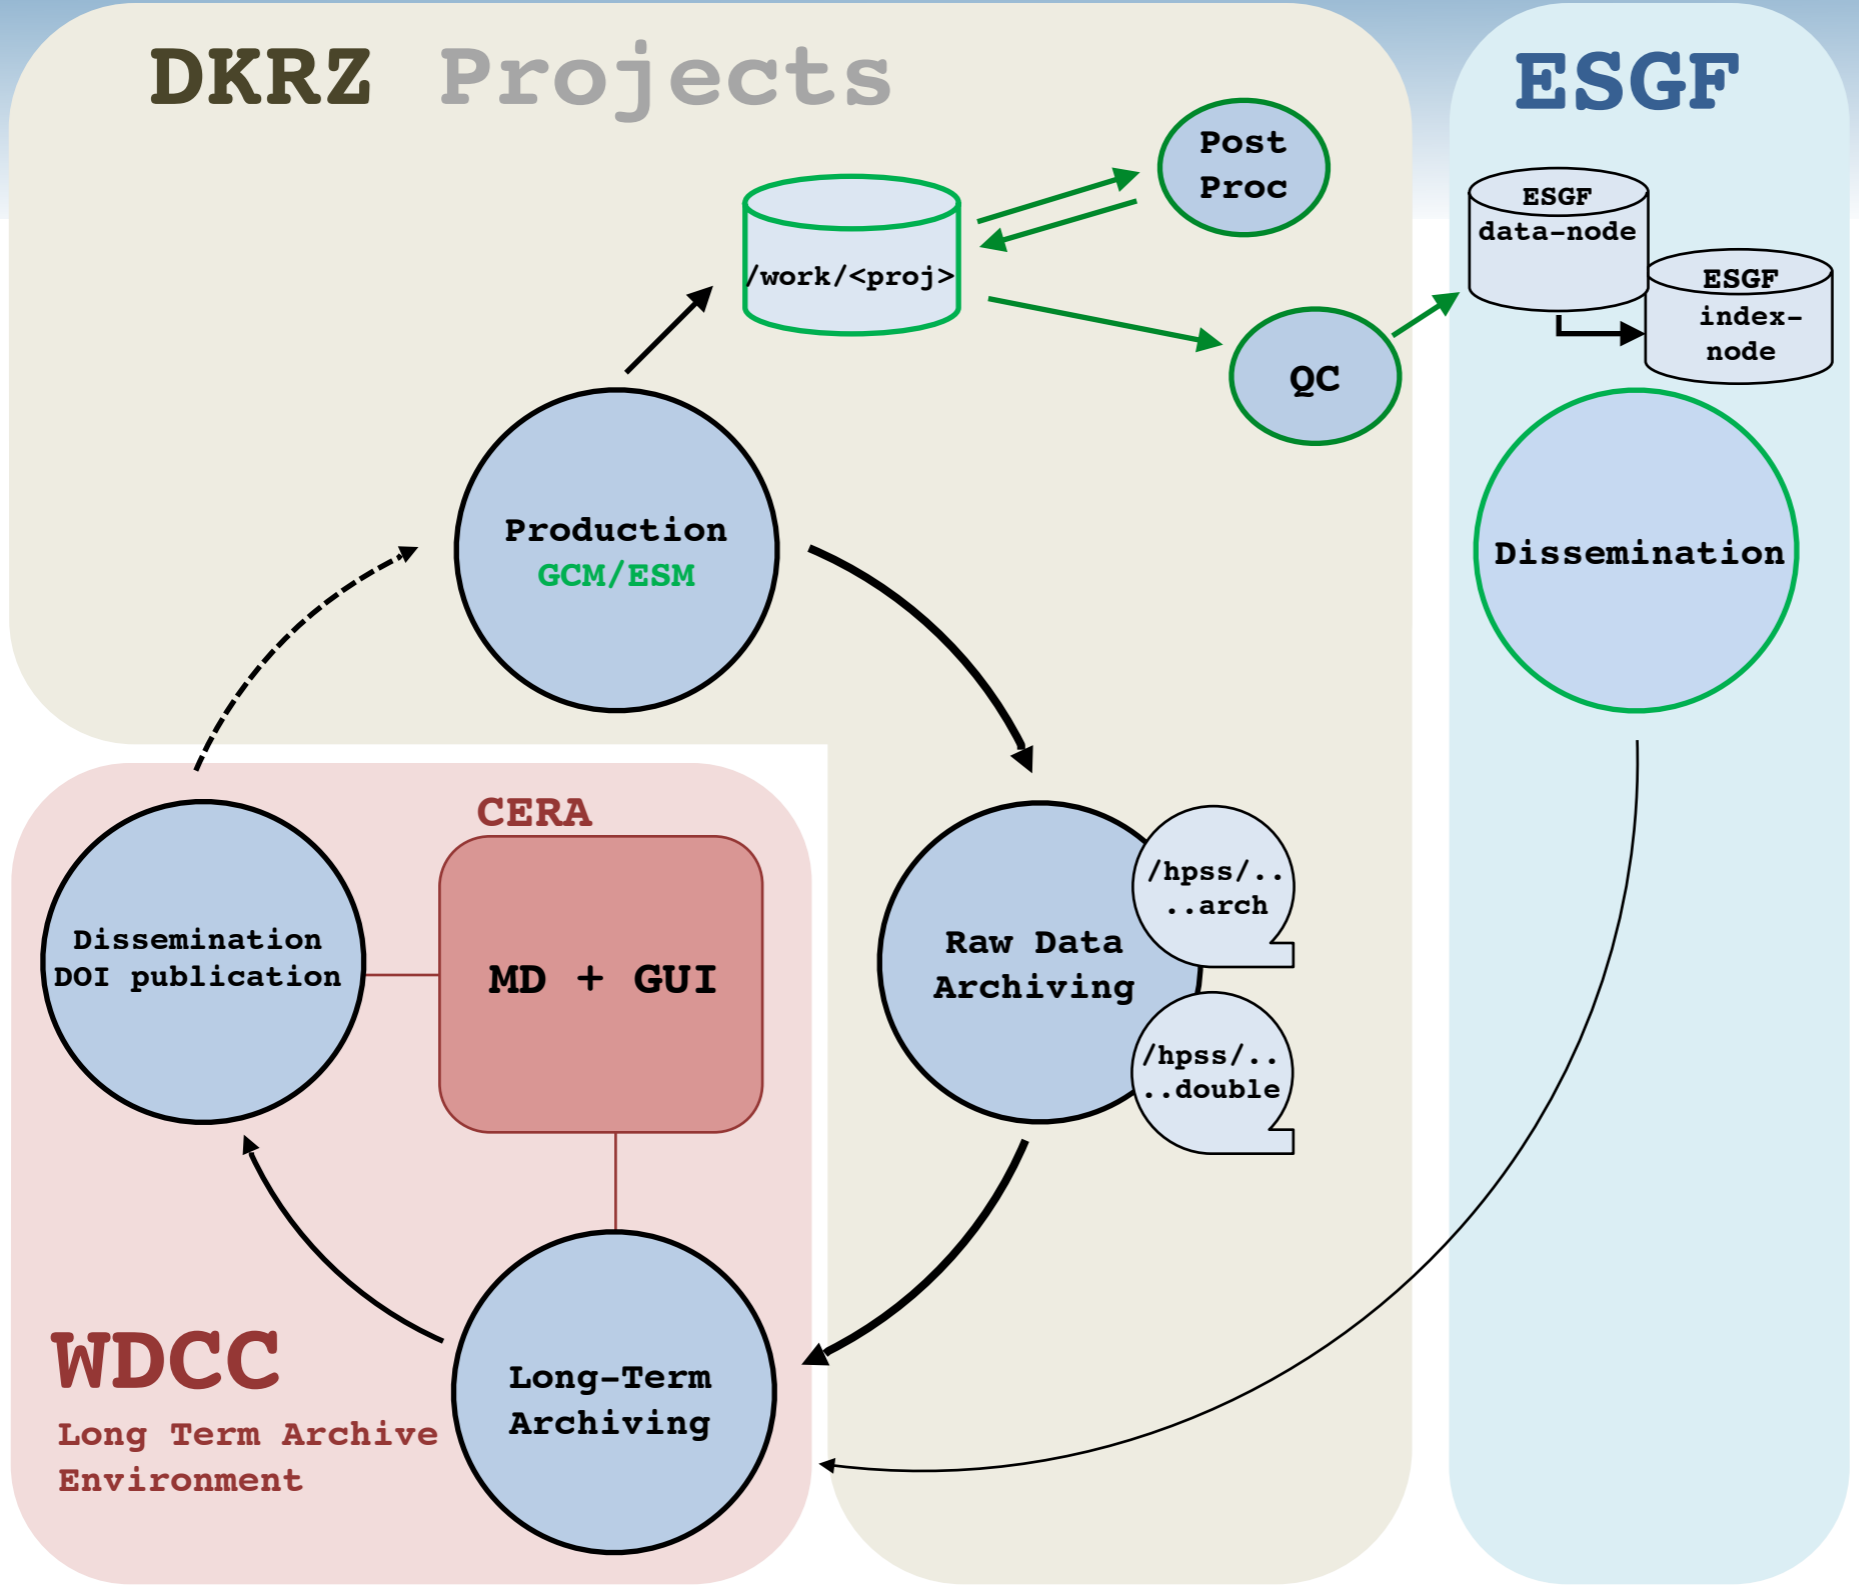 DKRZ Projects
ESGF
Post
Proc
/work/<proj>
QC
ESGF
data-node
ESGF
index-
node
Production
GCM/ESM
Dissemination
CERA
MD + GUI
Dissemination
DOI publication
Raw Data
Archiving
/hpss/..
..arch
/hpss/..
..double
WDCC
Long Term Archive
Environment
Long-Term
Archiving